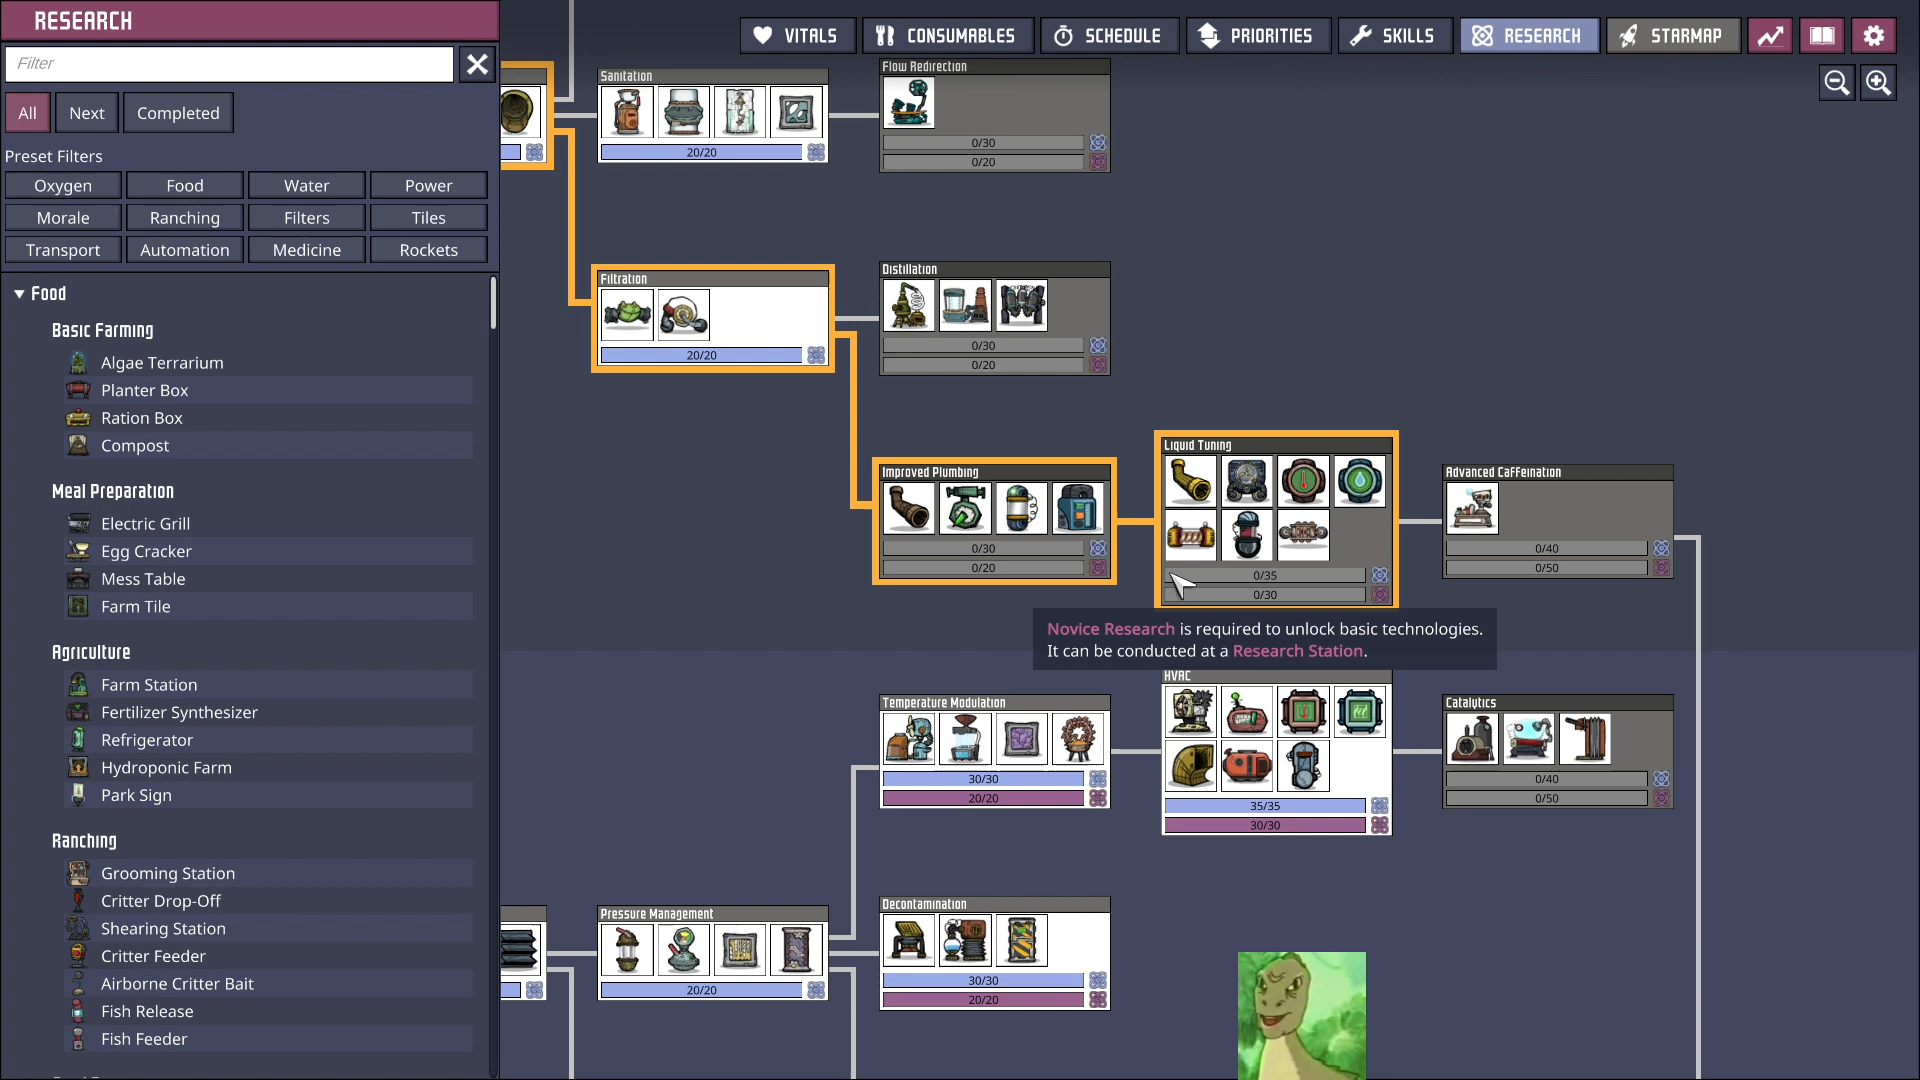 RESEARCH
Filter
All
Next
Completed
Preset Filters
Oxygen
Food
Water
Power
Morale
Ranching
Filters
Tiles
Transport
Automation
Medicine
Rockets
Food
Basic Farming
Algae Terrarium
Planter Box
Ration Box
Compost
Meal Preparation
Electric Grill
Egg Cracker
Mess Table
Farm Tile
Agriculture
Farm Station
Fertilizer Synthesizer
Refrigerator
Hydroponic Farm
Park Sign
Ranching
Grooming Station
Critter Drop-Off
Shearing Station
Critter Feeder
Airborne Critter Bait
Fish Release
Fish Feeder
VITALS
CONSUMABLES
SCHEDULE
PRIORITIES
SKILLS
RESEARCH
STARMAP
Sanitation
20/20
Flow Redirection
0/30
0/20
Filtration
20/20
Distillation
0/30
0/20
Improved Plumbing
0/30
0/20
Liquid Tuning
0/35
0/30
Advanced Caffeination
0/40
0/50
Novice Research is required to unlock basic technologies.
It can be conducted at a Research Station.
Temperature Modulation
30/30
20/20
HVAC
35/35
30/30
Catalytics
0/40
0/50
Pressure Management
20/20
Decontamination
30/30
20/20